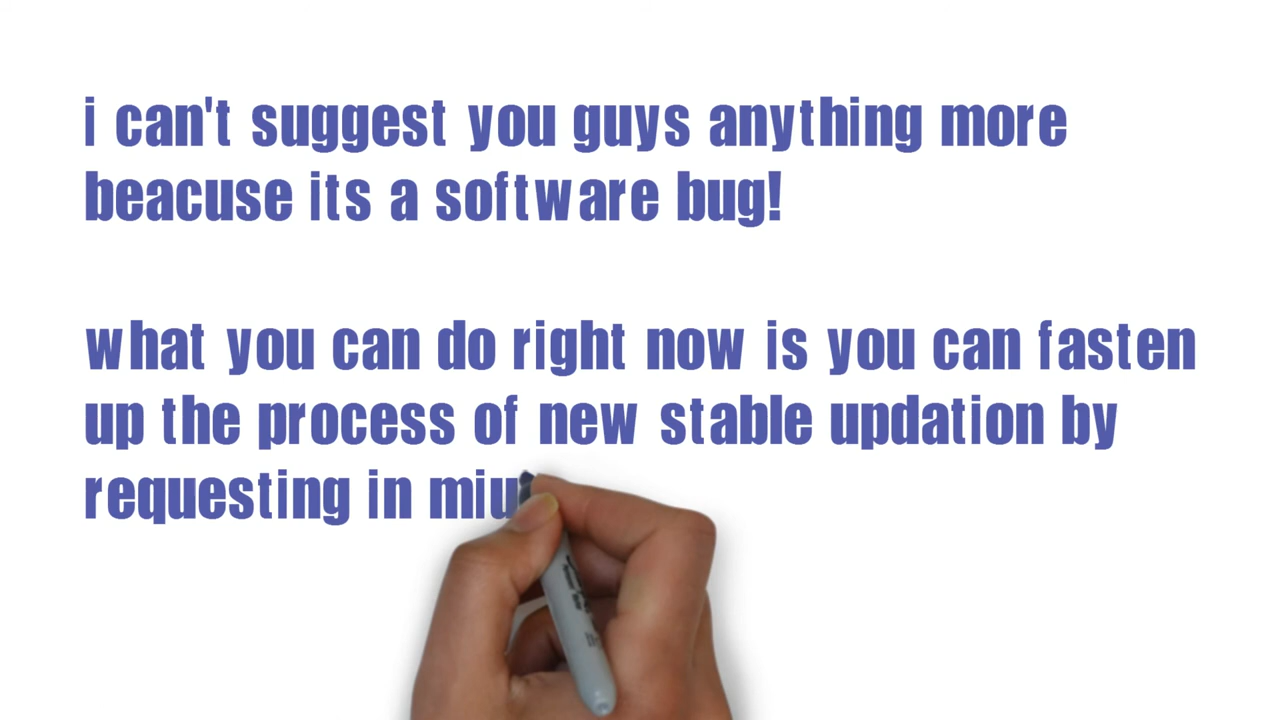 i can't suggest you guys anything more
beacuse its a software bug!
what you can do right now is you can fasten
up the process of new stable updation by
requesting in miu